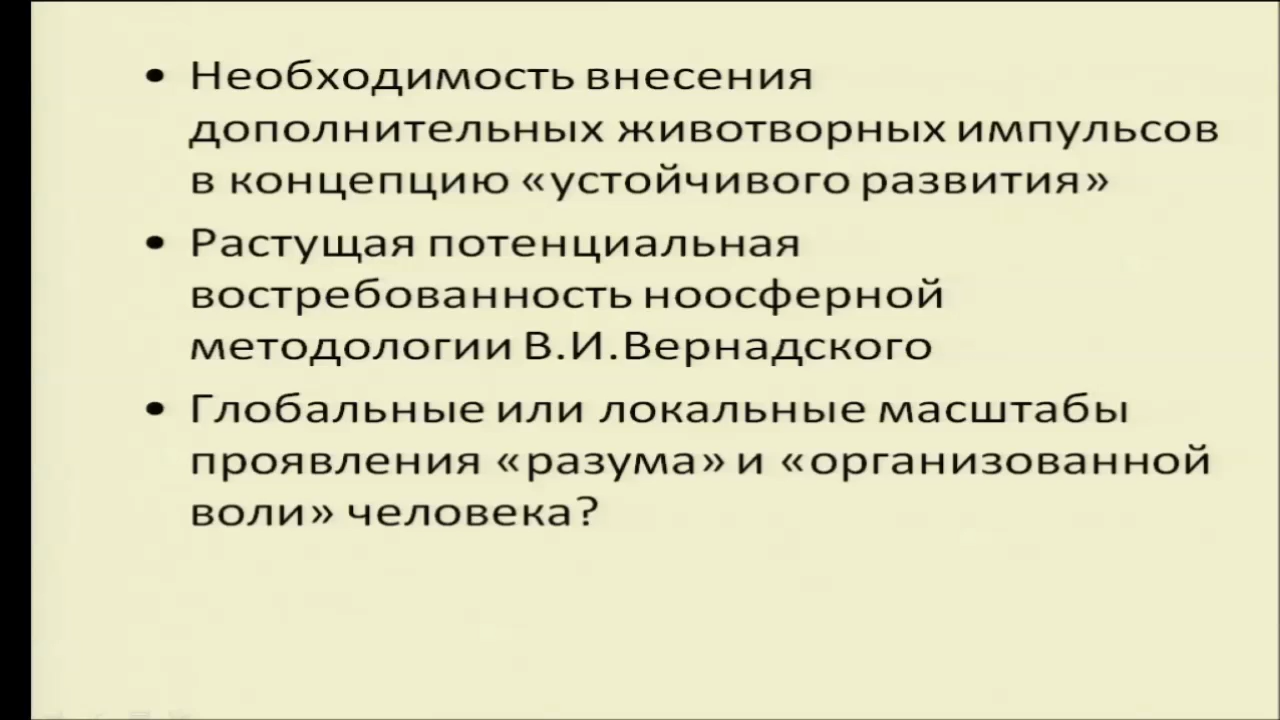 • Необходимость внесения
дополнительных животворных импульсов
в концепцию «устойчивого развития»
• Растущая потенциальная
востребованность ноосферной
методологии В.И.Вернадского
• Глобальные или локальные масштабы
проявления «разума» и «организованной
воли» человека?